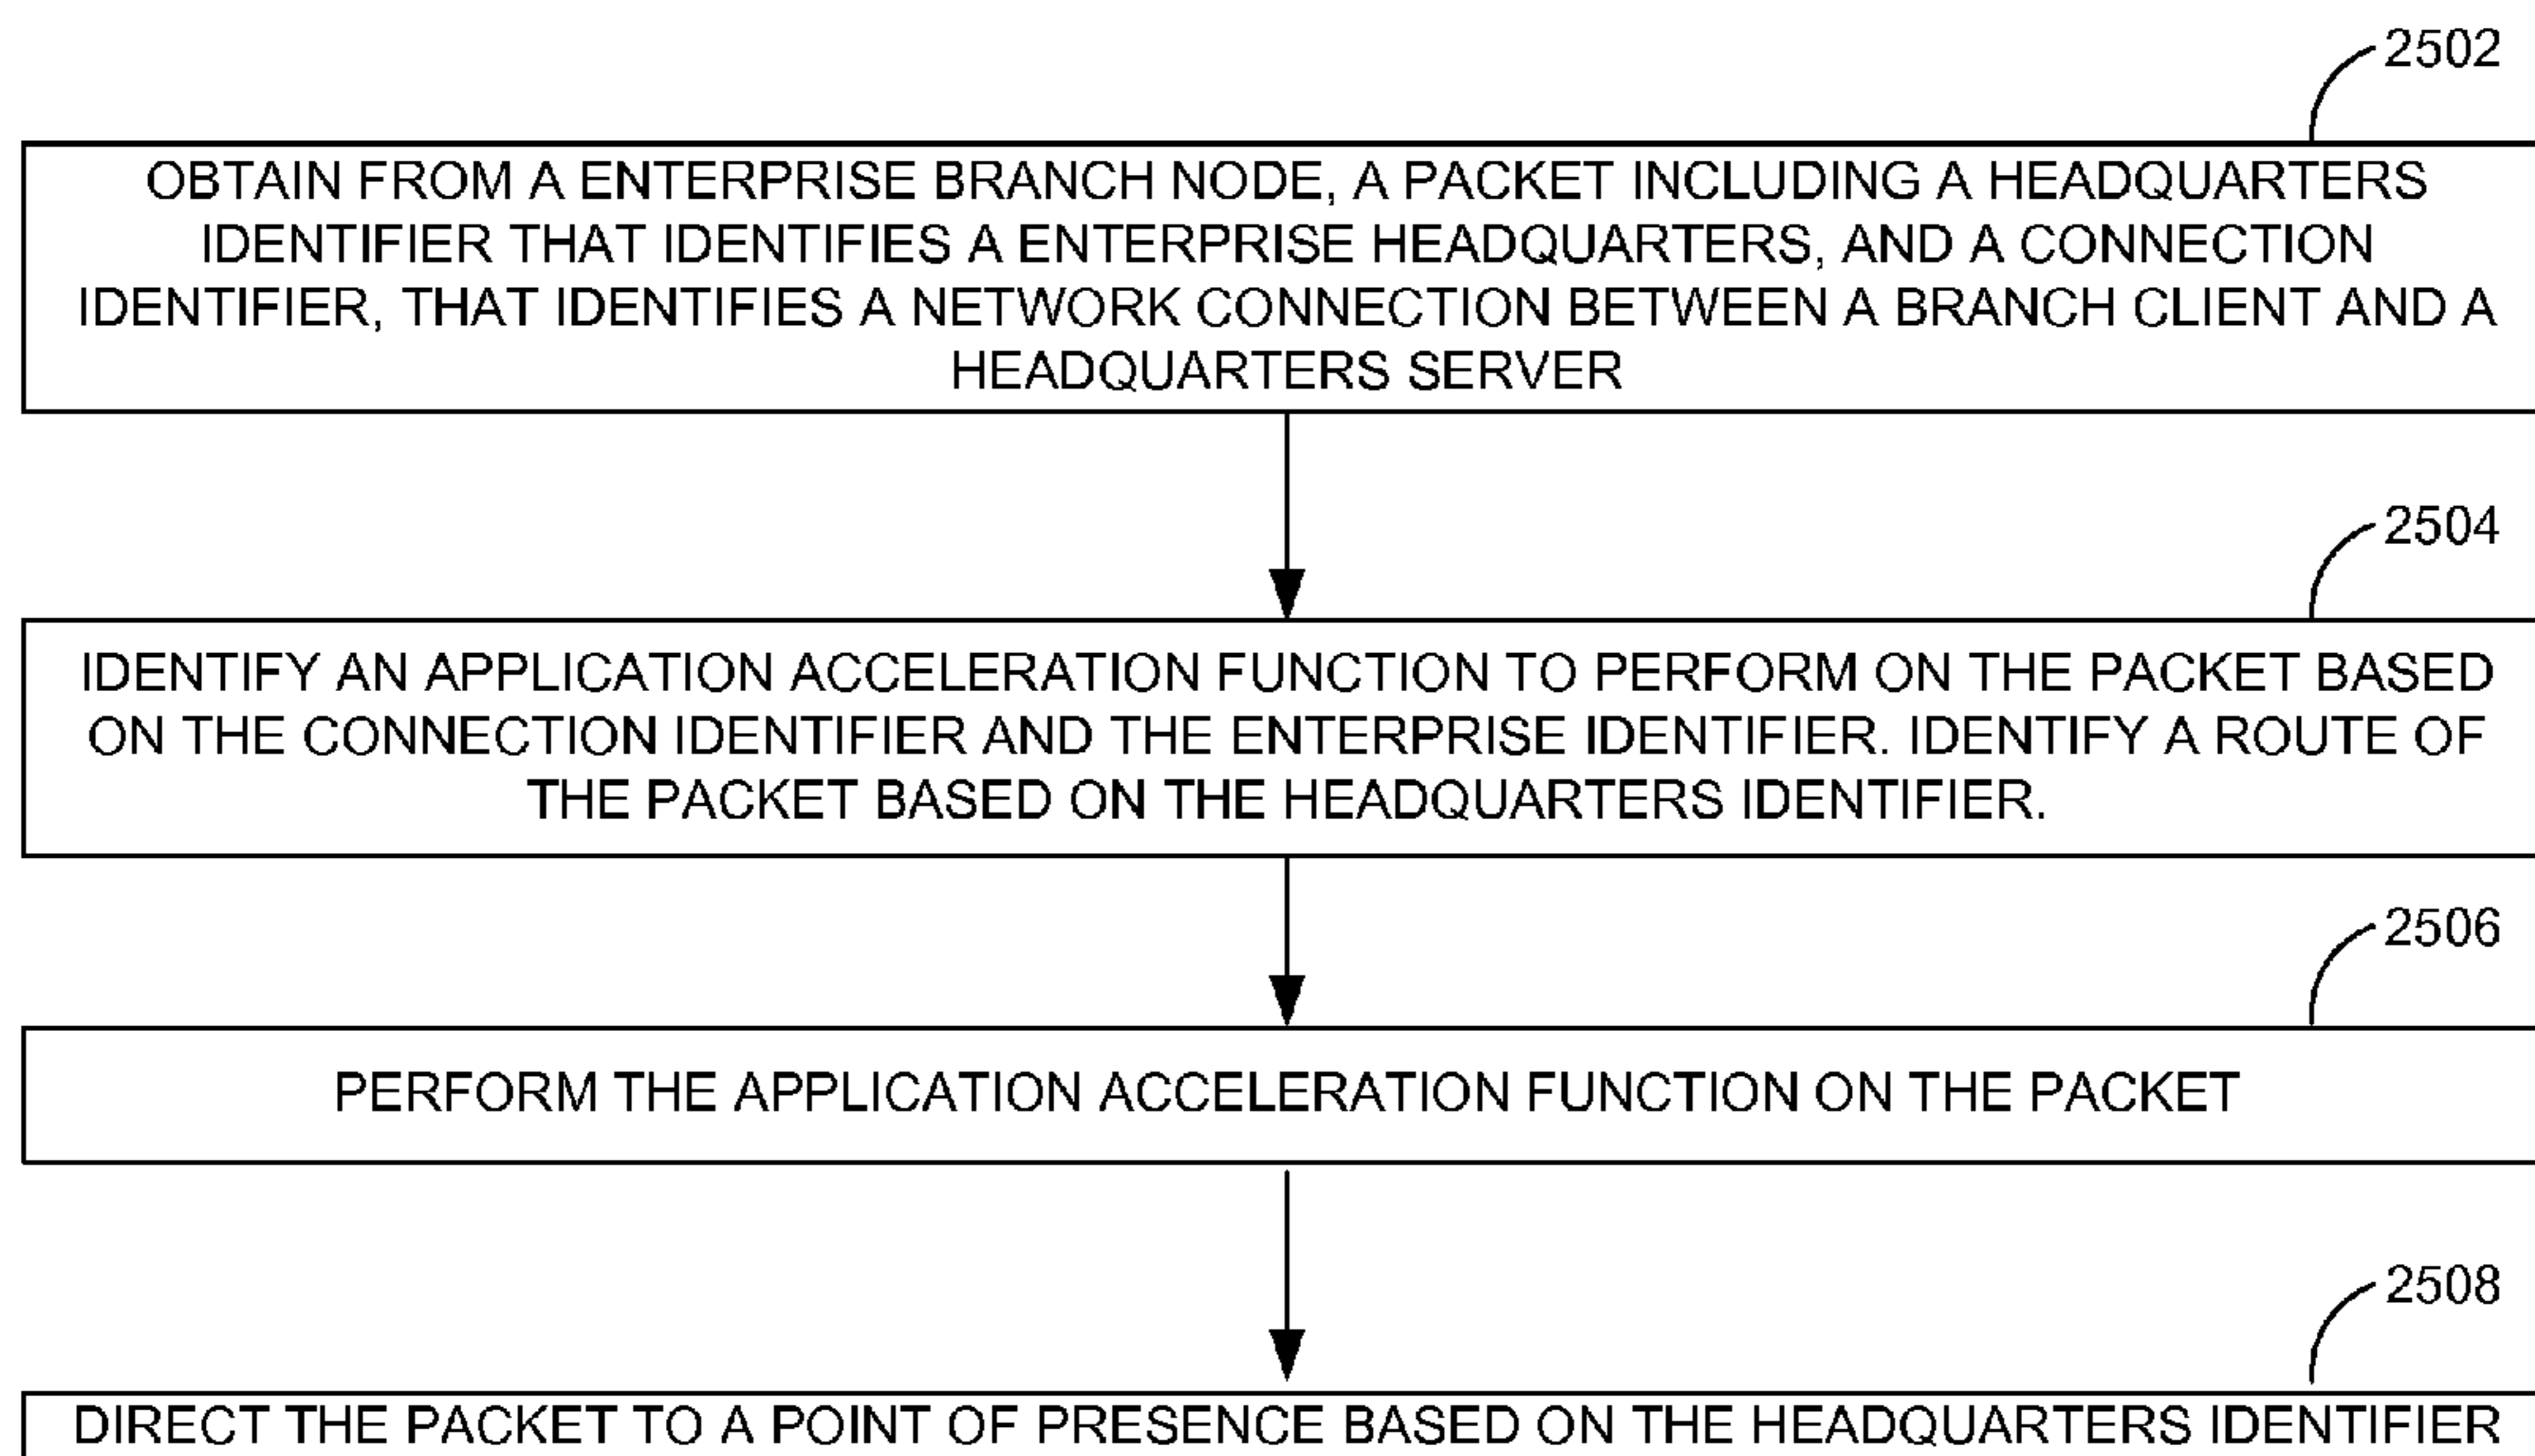 2502
OBTAIN FROM A ENTERPRISE BRANCH NODE, A PACKET INCLUDING A HEADQUARTERS
IDENTIFIER THAT IDENTIFIES A ENTERPRISE HEADQUARTERS, AND A CONNECTION
IDENTIFIER, THAT IDENTIFIES A NETWORK CONNECTION BETWEEN A BRANCH CLIENT AND A
HEADQUARTERS SERVER
2504
IDENTIFY AN APPLICATION ACCELERATION FUNCTION TO PERFORM ON THE PACKET BASED
ON THE CONNECTION IDENTIFIER AND THE ENTERPRISE IDENTIFIER. IDENTIFY A ROUTE OF
THE PACKET BASED ON THE HEADQUARTERS IDENTIFIER.
2506
PERFORM THE APPLICATION ACCELERATION FUNCTION ON THE PACKET
2508
DIRECT THE PACKET TO A POINT OF PRESENCE BASED ON THE HEADQUARTERS IDENTIFIER